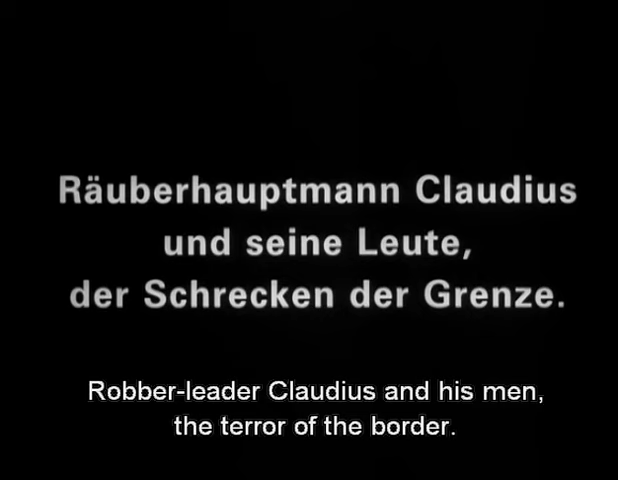 Räuberhauptmann Claudius
und seine Leute,
der Schrecken der Grenze.
Robber-leader Claudius and his men,
the terror of the border.